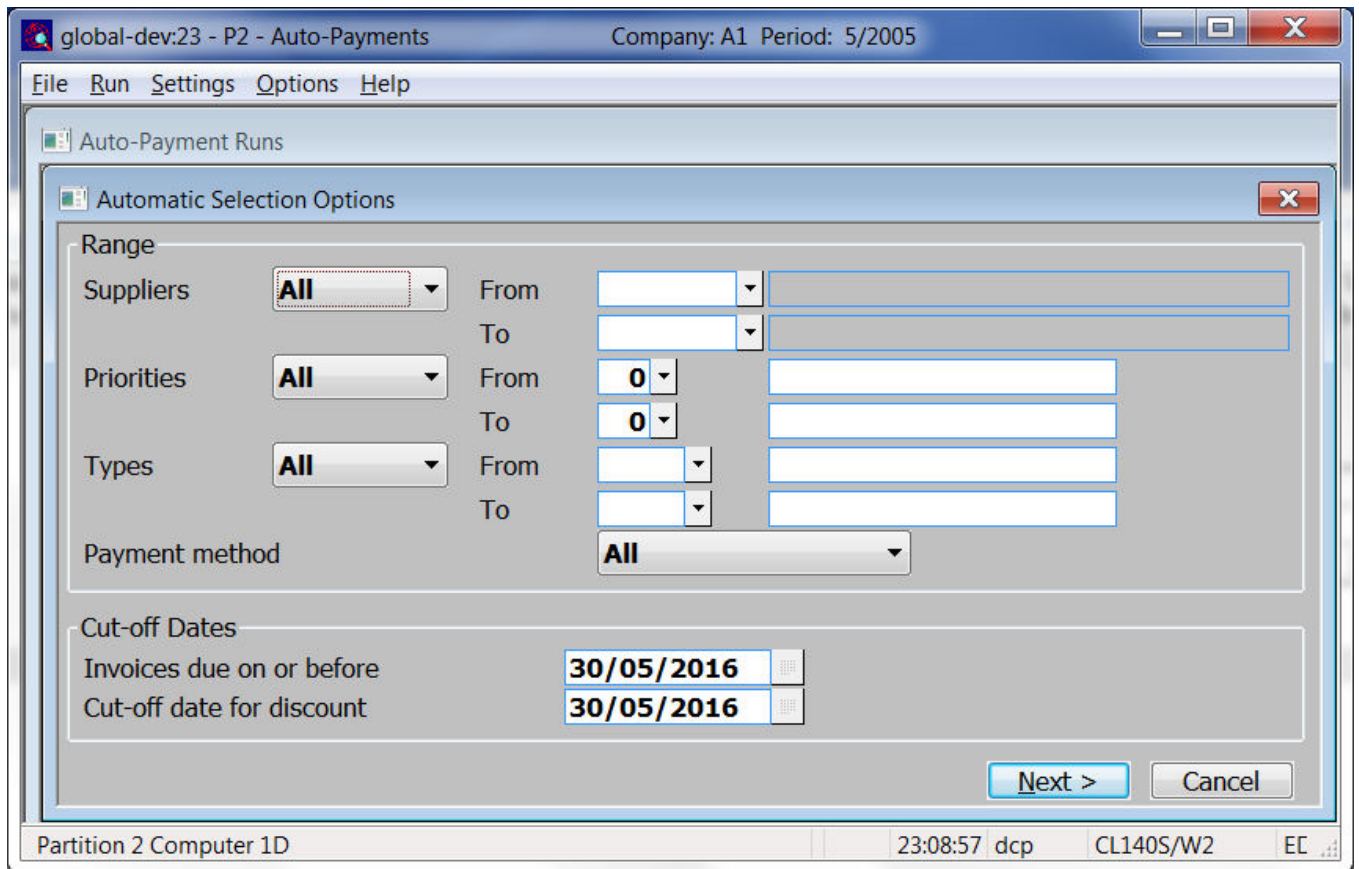 global-dev:23 - P2 - Auto-Payments Company: A1 Period: 5/2005
File Run Settings Options Help
Auto-Payment Runs
Automatic Selection Options
Range
Suppliers All From
To
Priorities All From 0
To 0
Types All From
To
Payment method All
Cut-off Dates
Invoices due on or before 30/05/2016
Cut-off date for discount 30/05/2016
Next > Cancel
Partition 2 Computer 1D 23:08:57 dcp CL140S/W2